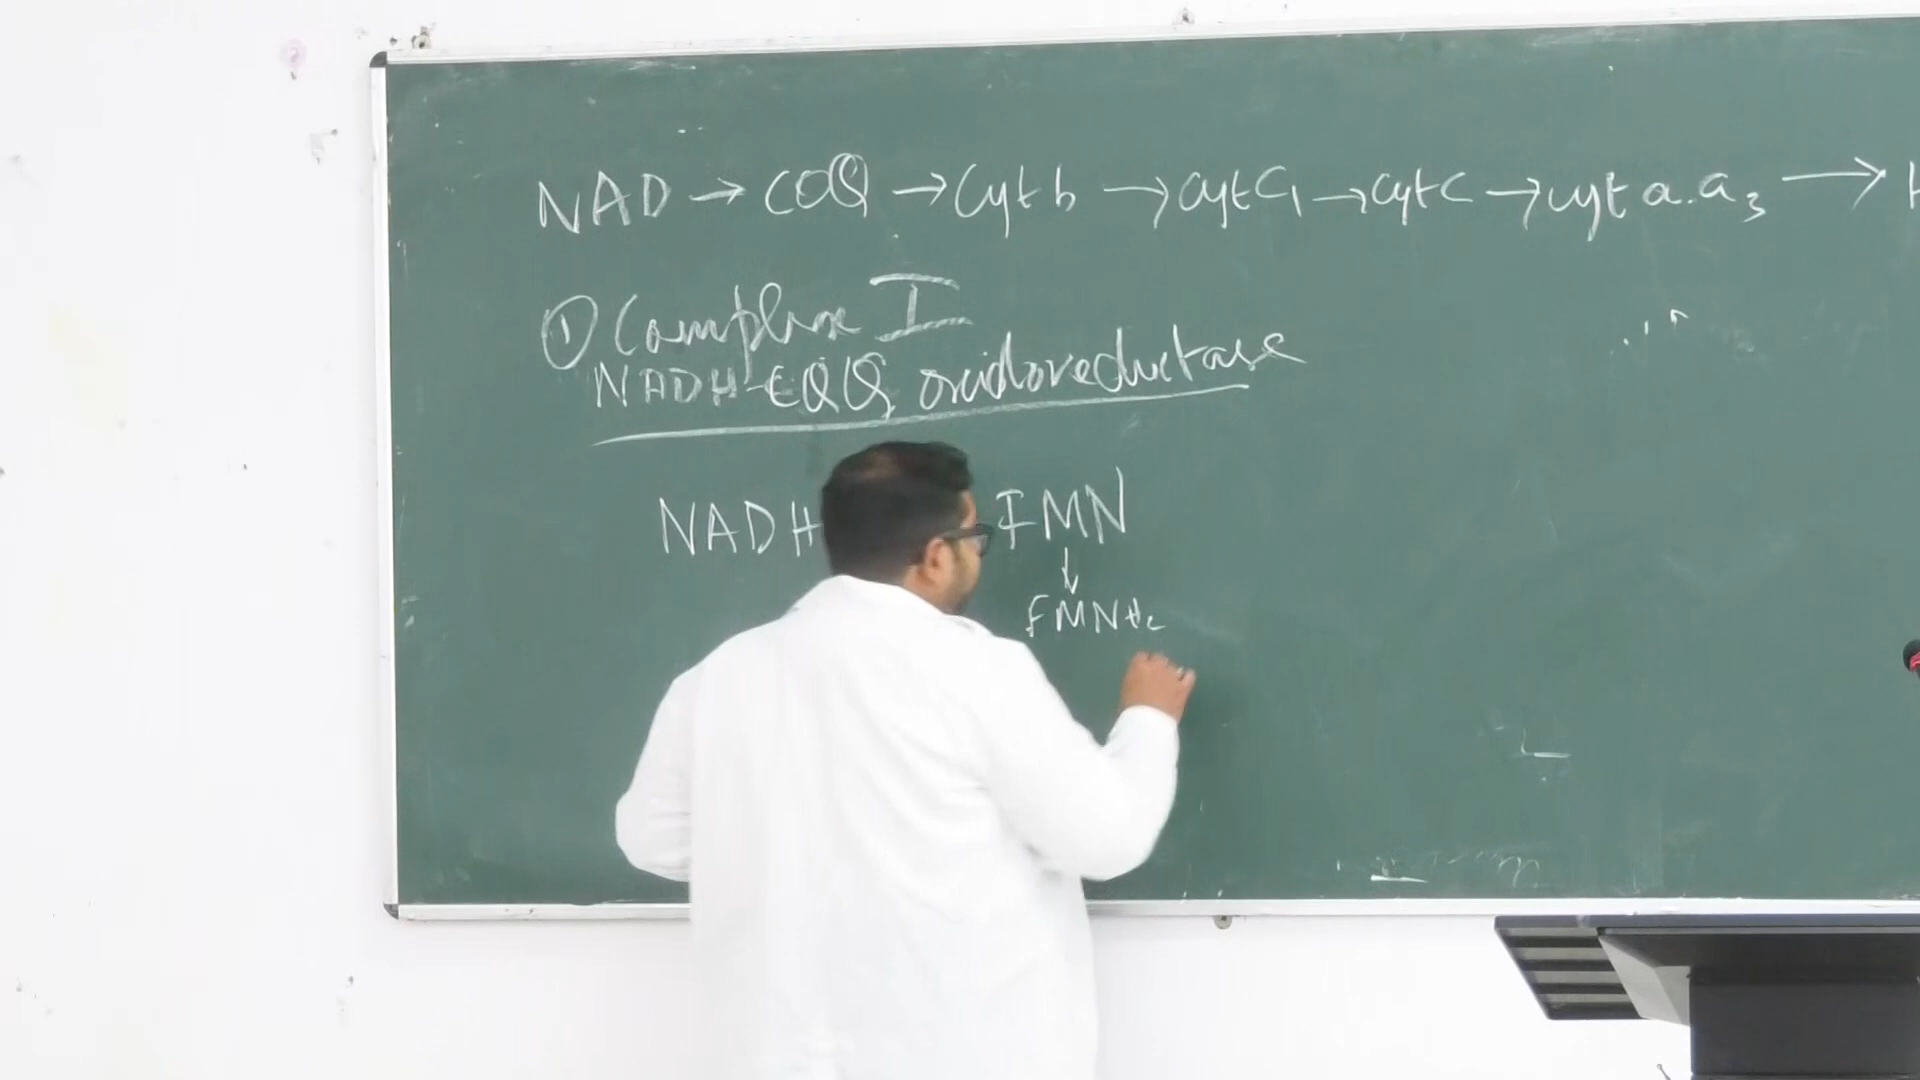 NAD → COQ → Cyt b → Cyt C₁ → Cyt C → Cyt a.a₃ → H
① Complex I
NADH-COQ oxidoreductase
NADH FMN
↓
FMNH₂